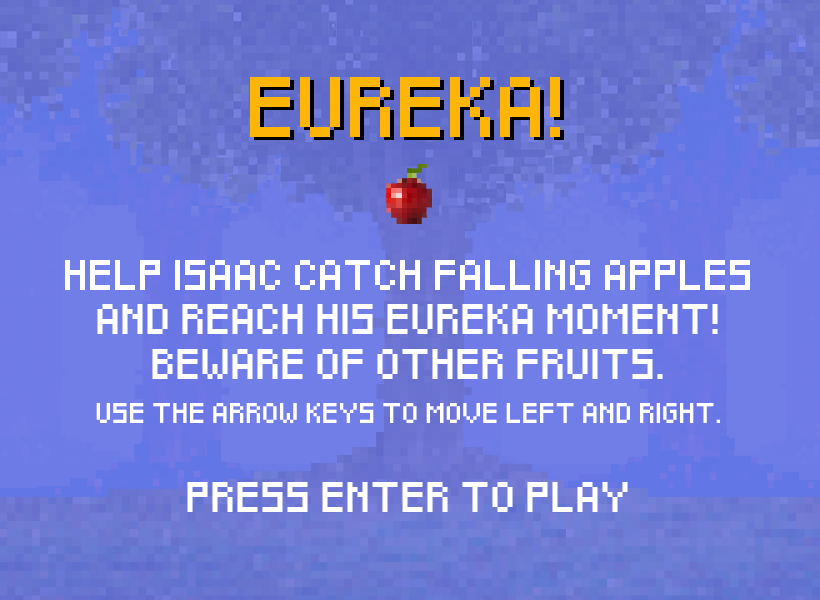 EUREKA!
HELP ISAAC CATCH FALLING APPLES
AND REACH HIS EUREKA MOMENT!
BEWARE OF OTHER FRUITS.
USE THE ARROW KEYS TO MOVE LEFT AND RIGHT.
PRESS ENTER TO PLAY